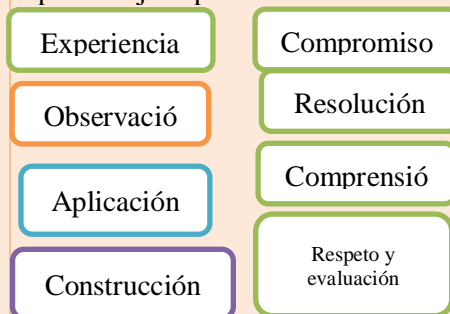 Experiencia
Observació
Aplicación
Construcción
Compromiso
Resolución
Comprensió
Respeto y
evaluación